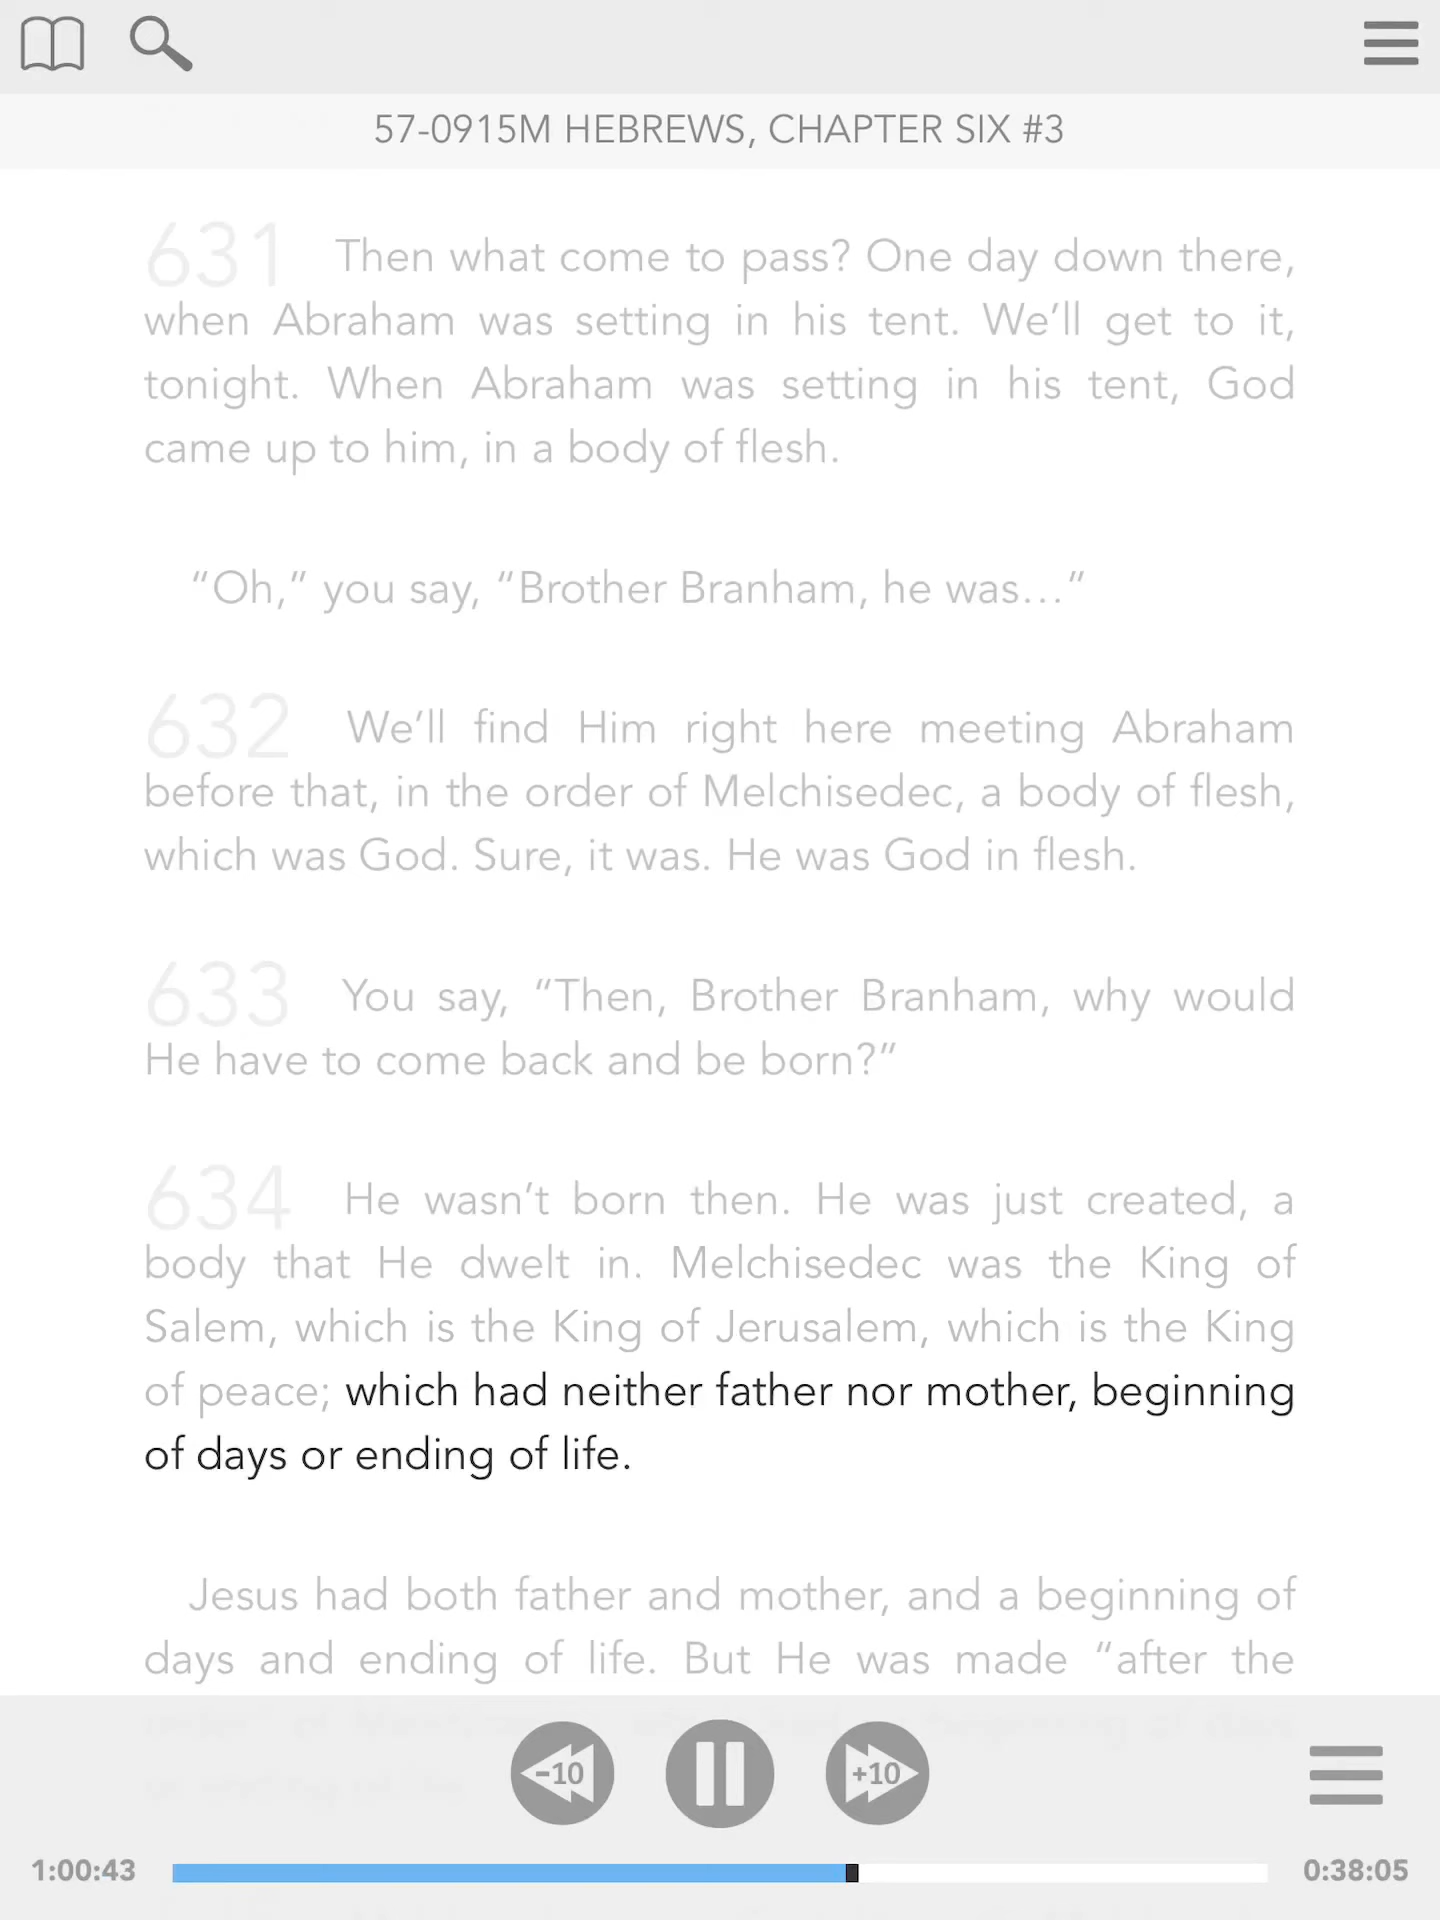 57-0915M HEBREWS, CHAPTER SIX #3
631 Then what come to pass? One day down there,
when Abraham was setting in his tent. We’ll get to it,
tonight. When Abraham was setting in his tent, God
came up to him, in a body of flesh.
“Oh,” you say, “Brother Branham, he was…”
632 We’ll find Him right here meeting Abraham
before that, in the order of Melchisedec, a body of flesh,
which was God. Sure, it was. He was God in flesh.
633 You say, “Then, Brother Branham, why would
He have to come back and be born?”
634 He wasn’t born then. He was just created, a
body that He dwelt in. Melchisedec was the King of
Salem, which is the King of Jerusalem, which is the King
of peace; which had neither father nor mother, beginning
of days or ending of life.
Jesus had both father and mother, and a beginning of
days and ending of life. But He was made “after the
-10 +10
1:00:43 0:38:05